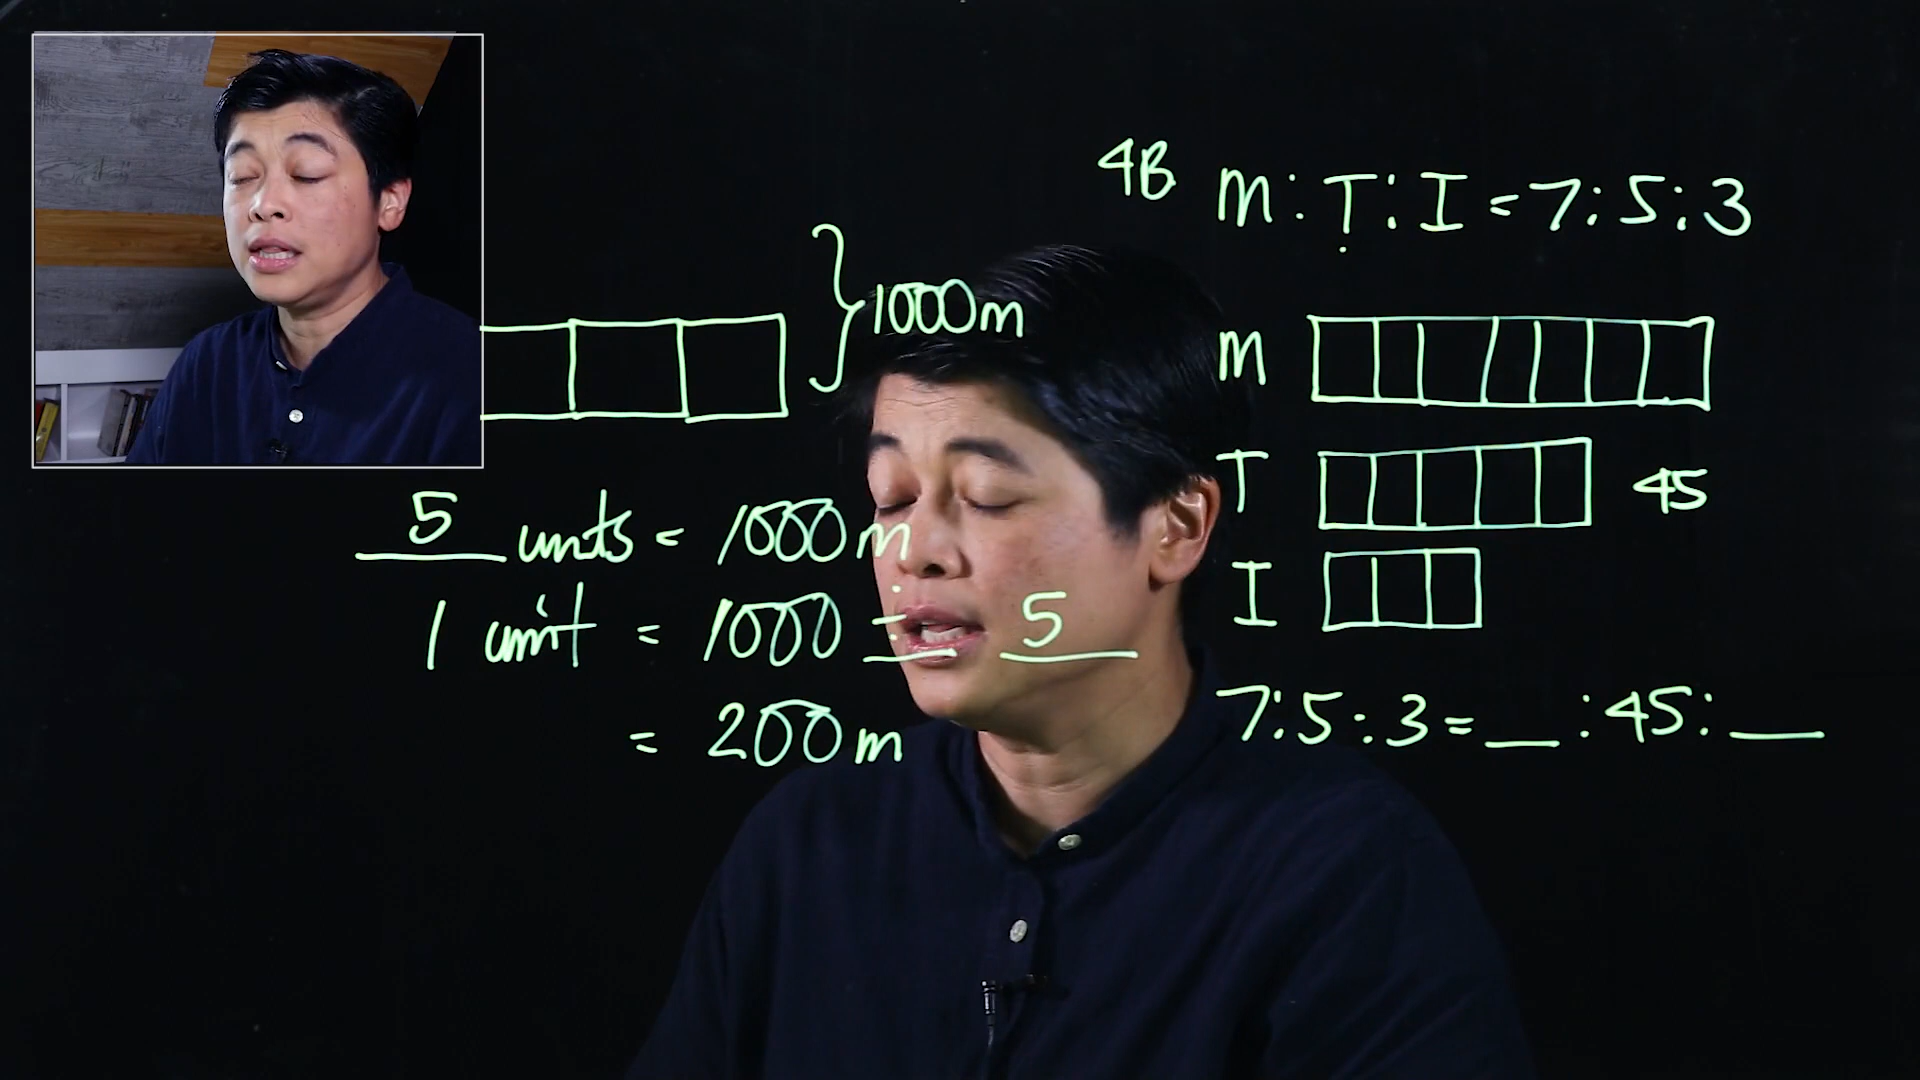 1000m
5 units = 1000m
1 unit = 1000 ÷ 5
= 200m
4B m : T : I = 7 : 5 : 3
m
T 45
I
7 : 5 : 3 = __ : 45 : __